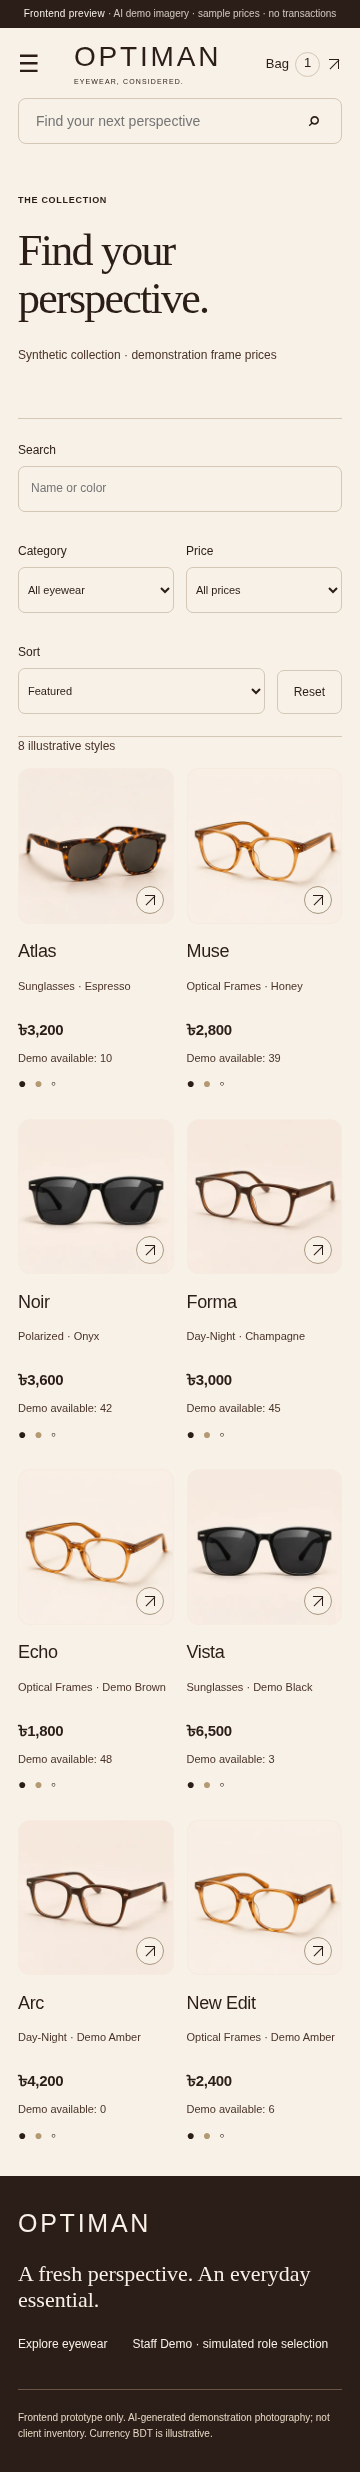 Frontend preview · AI demo imagery · sample prices · no transactions
OPTIMAN
EYEWEAR, CONSIDERED.
Bag 1
Find your next perspective
THE COLLECTION
Find your
perspective.
Synthetic collection · demonstration frame prices
Search
Name or color
Category Price
All eyewear All prices
Sort
Featured Reset
8 illustrative styles
Atlas
Sunglasses · Espresso
৳3,200
Demo available: 10
Muse
Optical Frames · Honey
৳2,800
Demo available: 39
Noir
Polarized · Onyx
৳3,600
Demo available: 42
Forma
Day-Night · Champagne
৳3,000
Demo available: 45
Echo
Optical Frames · Demo Brown
৳1,800
Demo available: 48
Vista
Sunglasses · Demo Black
৳6,500
Demo available: 3
Arc
Day-Night · Demo Amber
৳4,200
Demo available: 0
New Edit
Optical Frames · Demo Amber
৳2,400
Demo available: 6
OPTIMAN
A fresh perspective. An everyday
essential.
Explore eyewear Staff Demo · simulated role selection
Frontend prototype only. AI-generated demonstration photography; not
client inventory. Currency BDT is illustrative.